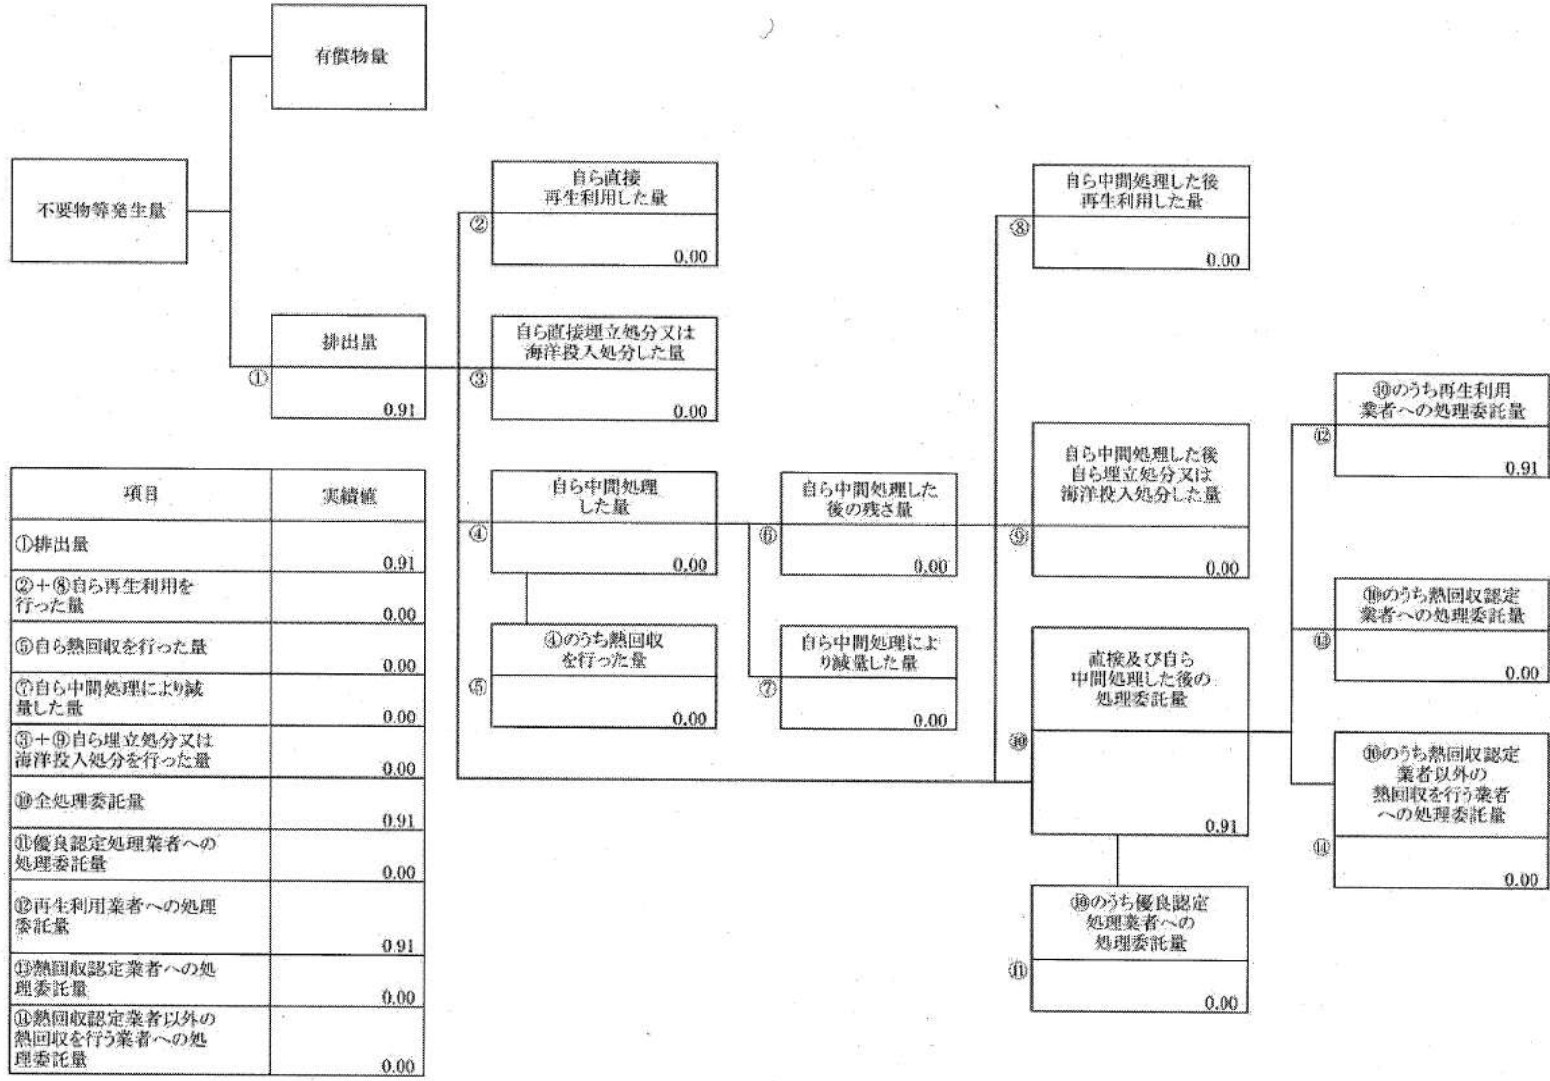 有償物量
不要物等発生量
排出量
①
0.91
自ら直接
再生利用した量
②
0.00
自ら直接埋立処分又は
海洋投入処分した量
③
0.00
自ら中間処理
した量
④
0.00
④のうち熱回収
を行った量
⑤
0.00
自ら中間処理した
後の残さ量
⑥
0.00
自ら中間処理によ
り減量した量
⑦
0.00
自ら中間処理した後
再生利用した量
⑧
0.00
自ら中間処理した後
自ら埋立処分又は
海洋投入処分した量
⑨
0.00
直接及び自ら
中間処理した後の
処理委託量
⑩
0.91
⑩のうち優良認定
処理業者への
処理委託量
⑪
0.00
⑩のうち再生利用
業者への処理委託量
⑫
0.91
⑩のうち熱回収認定
業者への処理委託量
⑬
0.00
⑩のうち熱回収認定
業者以外の
熱回収を行う業者
への処理委託量
⑭
0.00
項目 実績値
①排出量
0.91
②+⑧自ら再生利用を
行った量
0.00
⑤自ら熱回収を行った量
0.00
⑦自ら中間処理により減
量した量
0.00
③+⑨自ら埋立処分又は
海洋投入処分を行った量
0.00
⑩全処理委託量
0.91
⑪優良認定処理業者への
処理委託量
0.00
⑫再生利用業者への処理
委託量
0.91
⑬熱回収認定業者への処
理委託量
0.00
⑭熱回収認定業者以外の
熱回収を行う業者への処
理委託量
0.00